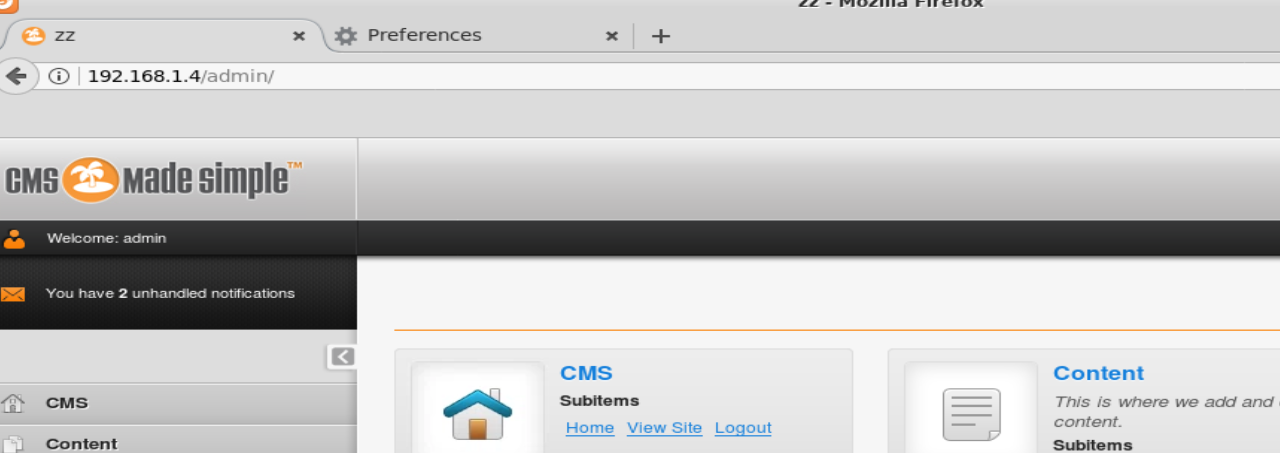 zz - Mozilla Firefox
zz
Preferences
192.168.1.4/admin/
CMS made simple™
Welcome: admin
You have 2 unhandled notifications
CMS
Content
CMS
Subitems
Home View Site Logout
Content
This is where we add and
content.
Subitems